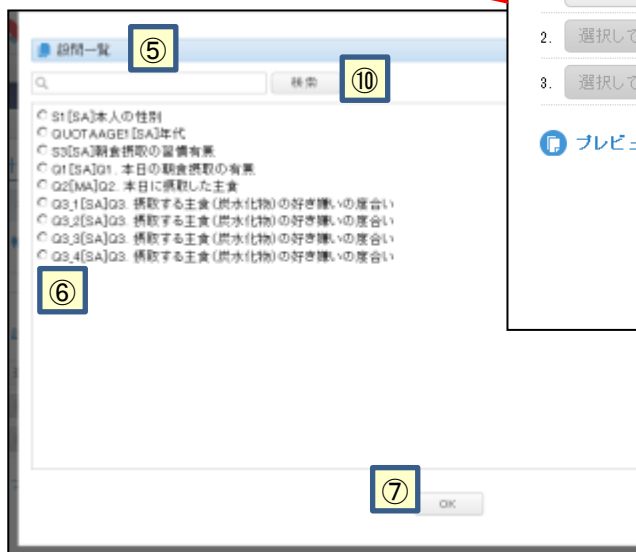 設問一覧 ⑤
検索 ⑩
S1[SA]本人の性別
QUOTAAGE1[SA]年代
S3[SA]朝食摂取の習慣有無
Q1[SA]Q1. 本日の朝食摂取の有無
Q2[MA]Q2. 本日に摂取した主食
Q3_1[SA]Q3. 摂取する主食(炭水化物)の好き嫌いの度合い
Q3_2[SA]Q3. 摂取する主食(炭水化物)の好き嫌いの度合い
Q3_3[SA]Q3. 摂取する主食(炭水化物)の好き嫌いの度合い
Q3_4[SA]Q3. 摂取する主食(炭水化物)の好き嫌いの度合い
⑥
⑦ OK
2. 選択して
3. 選択して
プレビュ